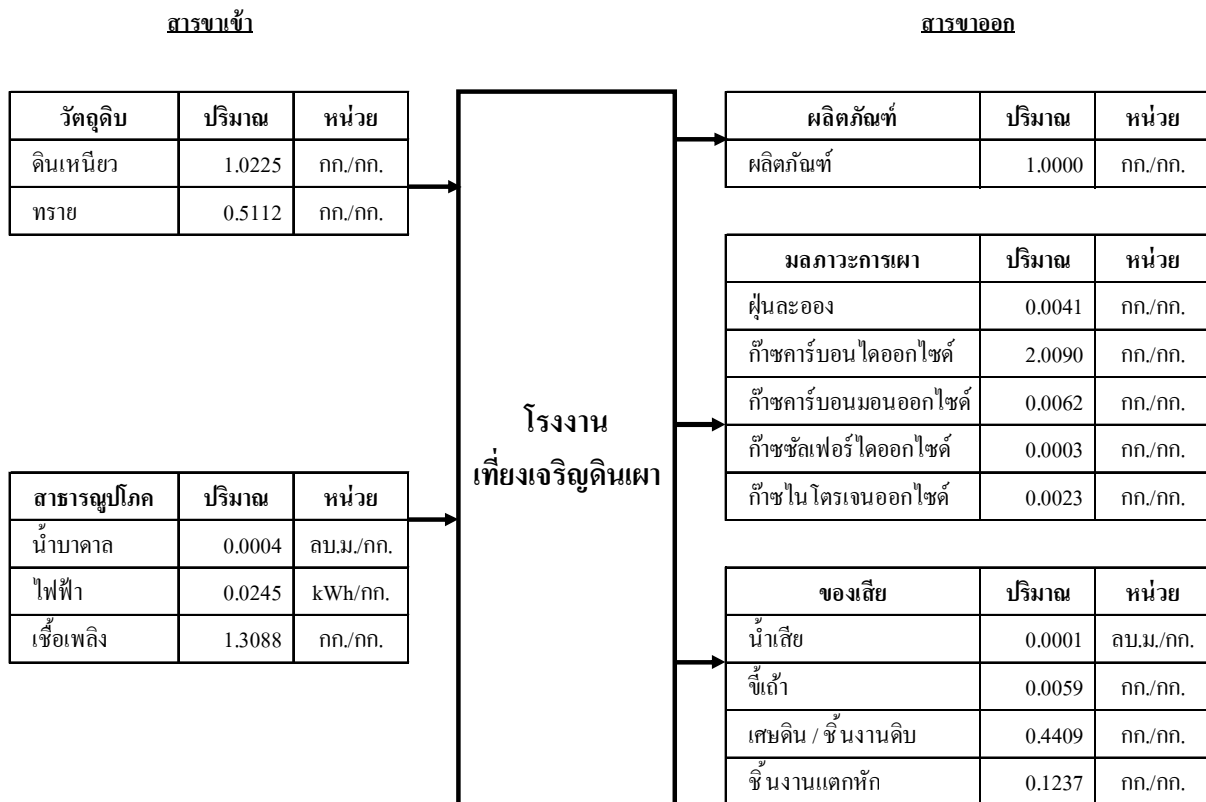 สารขาเข้า
สารขาออก
วัตถุดิบ ปริมาณ หน่วย
ดินเหนียว 1.0225 กก./กก.
ทราย 0.5112 กก./กก.
สาธารณูปโภค ปริมาณ หน่วย
น้ำบาดาล 0.0004 ลบ.ม./กก.
ไฟฟ้า 0.0245 kWh/กก.
เชื้อเพลิง 1.3088 กก./กก.
โรงงาน
เที่ยงเจริญดินเผา
ผลิตภัณฑ์ ปริมาณ หน่วย
ผลิตภัณฑ์ 1.0000 กก./กก.
มลภาวะการเผา ปริมาณ หน่วย
ฝุ่นละออง 0.0041 กก./กก.
ก๊าซคาร์บอนไดออกไซด์ 2.0090 กก./กก.
ก๊าซคาร์บอนมอนออกไซด์ 0.0062 กก./กก.
ก๊าซซัลเฟอร์ไดออกไซด์ 0.0003 กก./กก.
ก๊าซไนโตรเจนออกไซด์ 0.0023 กก./กก.
ของเสีย ปริมาณ หน่วย
น้ำเสีย 0.0001 ลบ.ม./กก.
ขี้เถ้า 0.0059 กก./กก.
เศษดิน / ชิ้นงานดิบ 0.4409 กก./กก.
ชิ้นงานแตกหัก 0.1237 กก./กก.